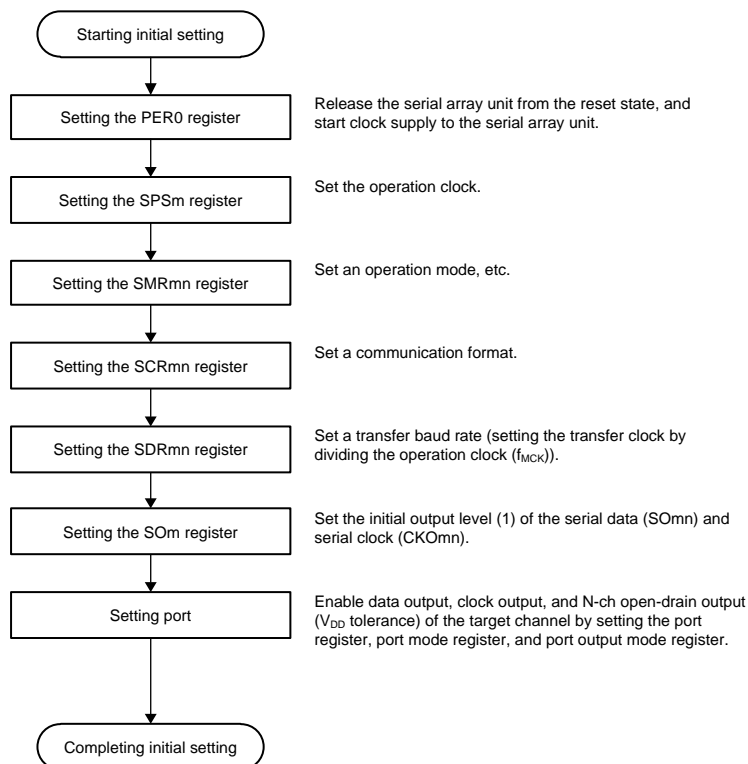 Starting initial setting
Setting the PER0 register
Release the serial array unit from the reset state, and
start clock supply to the serial array unit.
Setting the SPSm register
Set the operation clock.
Setting the SMRmn register
Set an operation mode, etc.
Setting the SCRmn register
Set a communication format.
Setting the SDRmn register
Set a transfer baud rate (setting the transfer clock by
dividing the operation clock (fMCK)).
Setting the SOm register
Set the initial output level (1) of the serial data (SOmn) and
serial clock (CKOmn).
Setting port
Enable data output, clock output, and N-ch open-drain output
(VDD tolerance) of the target channel by setting the port
register, port mode register, and port output mode register.
Completing initial setting